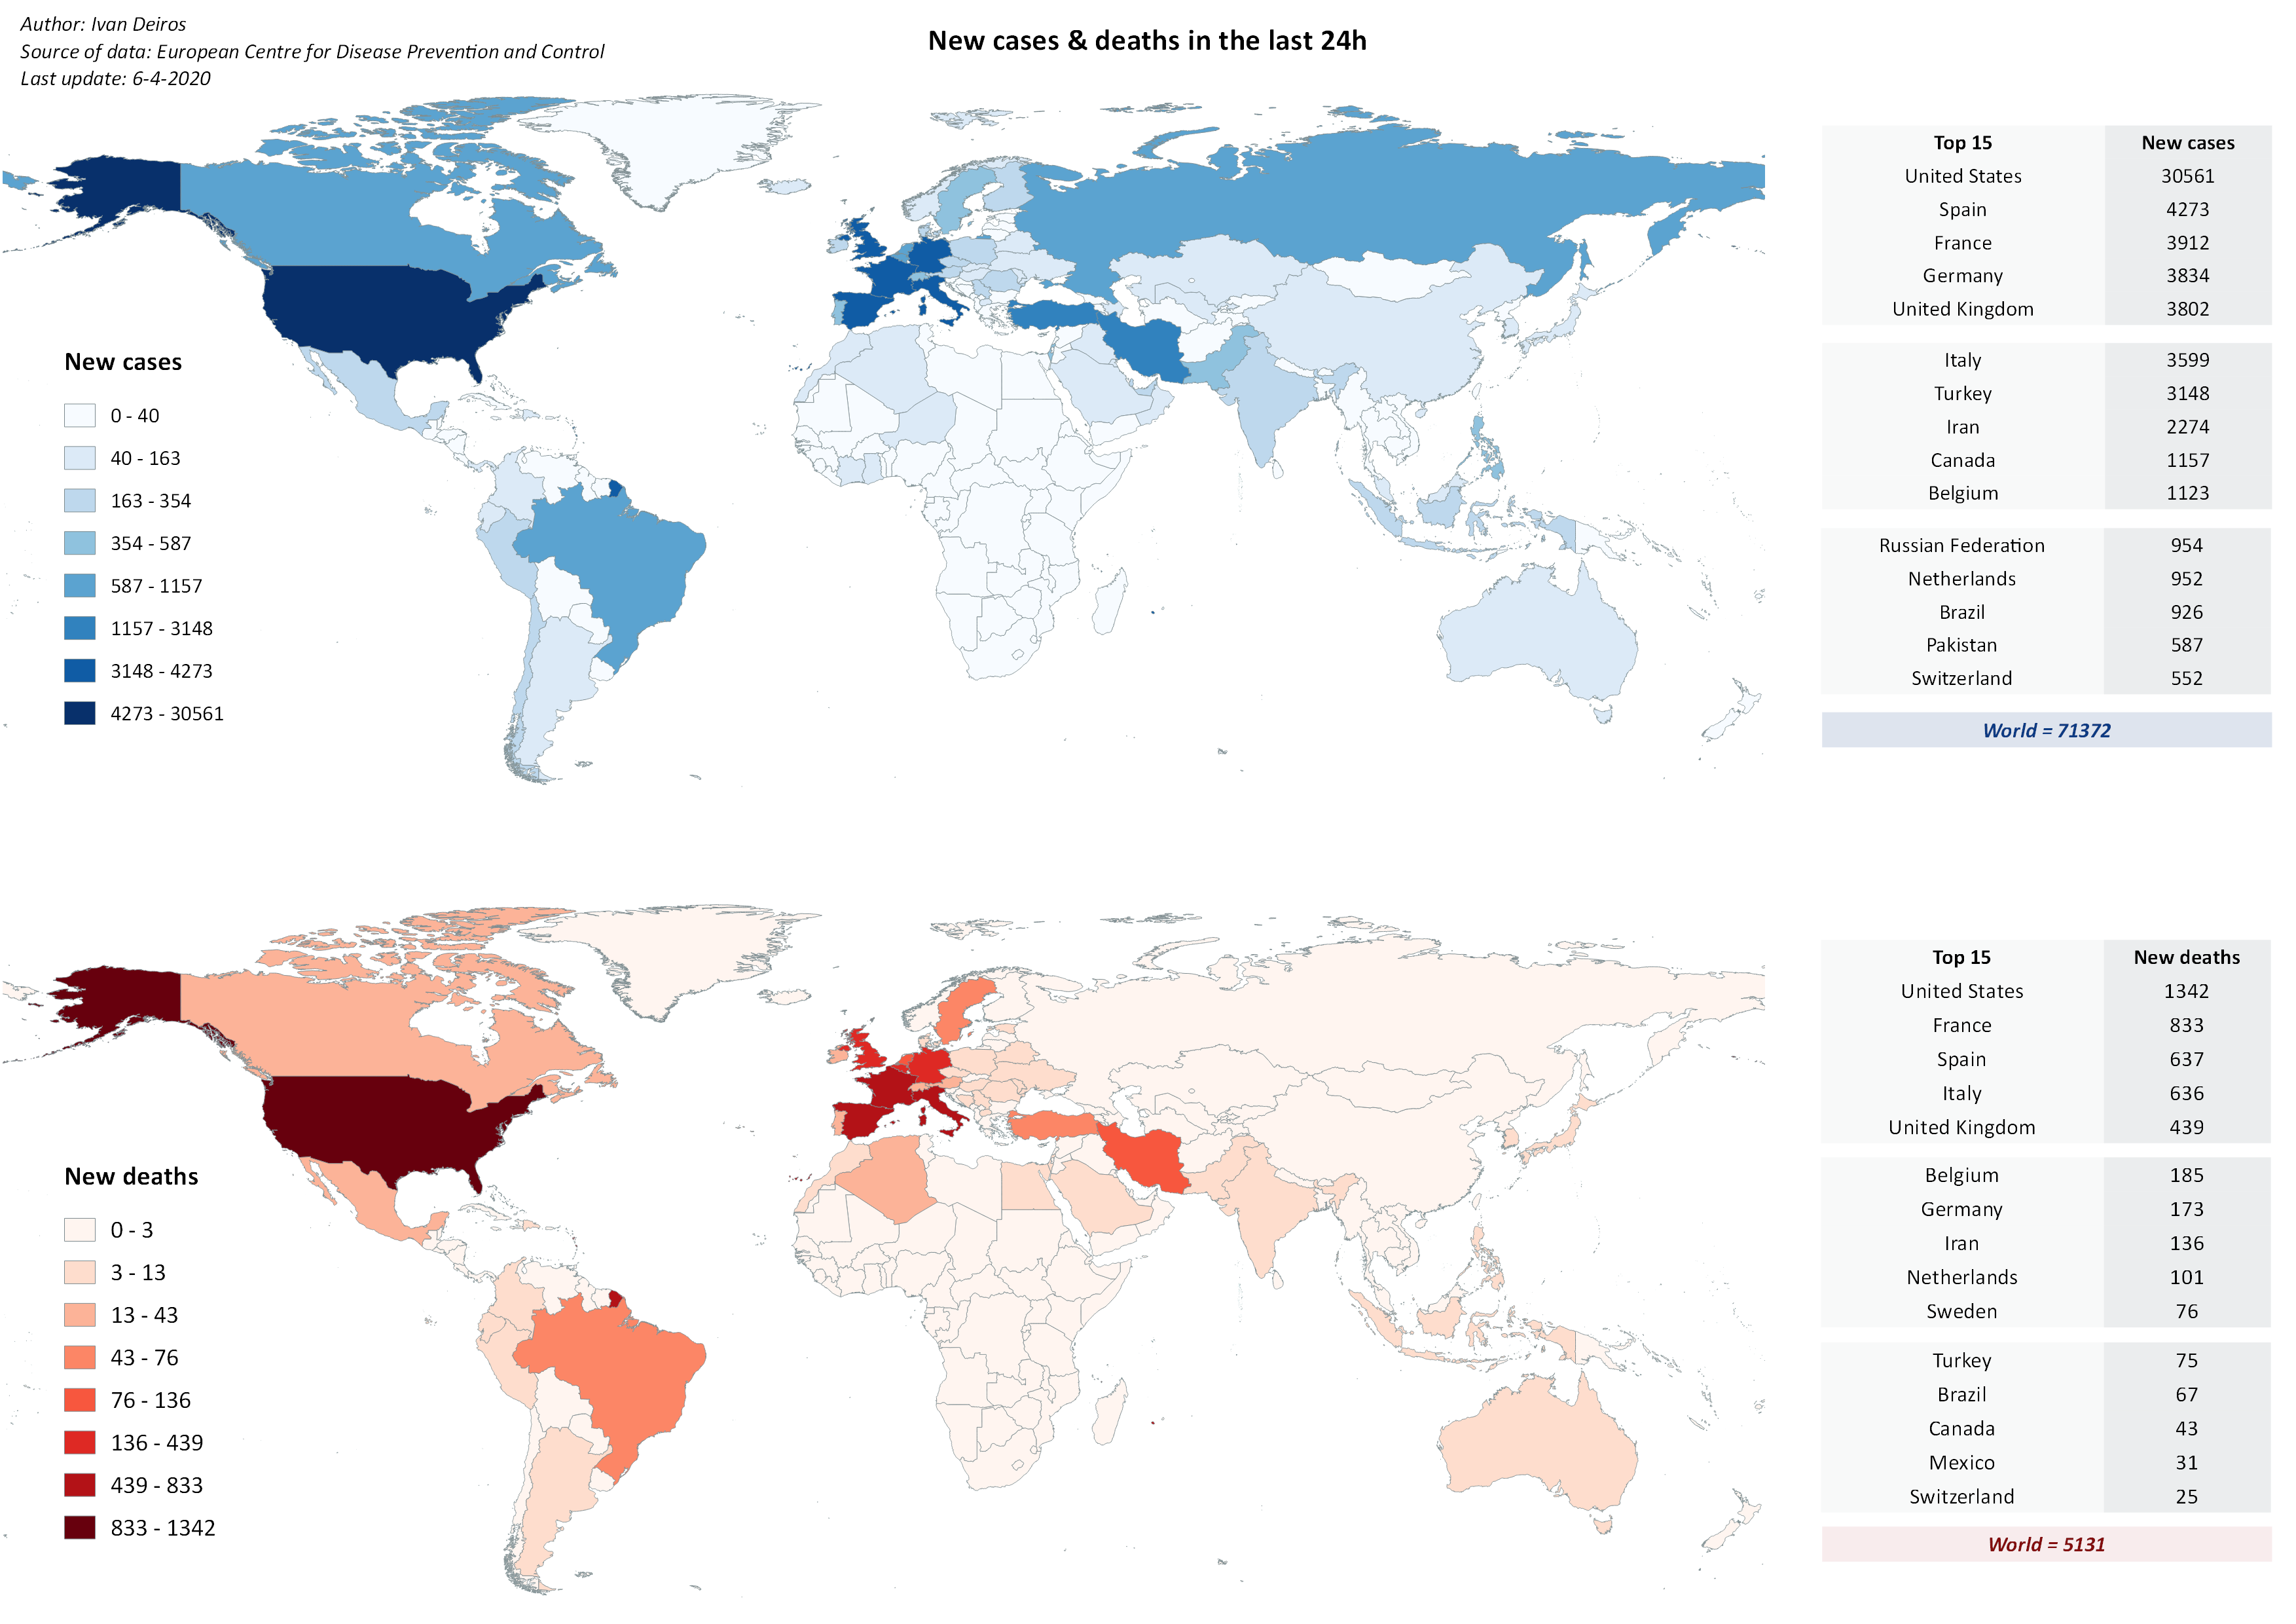 Author: Ivan Deiros
Source of data: European Centre for Disease Prevention and Control
Last update: 6-4-2020
New cases & deaths in the last 24h
New cases
0 - 40
40 - 163
163 - 354
354 - 587
587 - 1157
1157 - 3148
3148 - 4273
4273 - 30561
Top 15 New cases
United States 30561
Spain 4273
France 3912
Germany 3834
United Kingdom 3802
Italy 3599
Turkey 3148
Iran 2274
Canada 1157
Belgium 1123
Russian Federation 954
Netherlands 952
Brazil 926
Pakistan 587
Switzerland 552
World = 71372
New deaths
0 - 3
3 - 13
13 - 43
43 - 76
76 - 136
136 - 439
439 - 833
833 - 1342
Top 15 New deaths
United States 1342
France 833
Spain 637
Italy 636
United Kingdom 439
Belgium 185
Germany 173
Iran 136
Netherlands 101
Sweden 76
Turkey 75
Brazil 67
Canada 43
Mexico 31
Switzerland 25
World = 5131